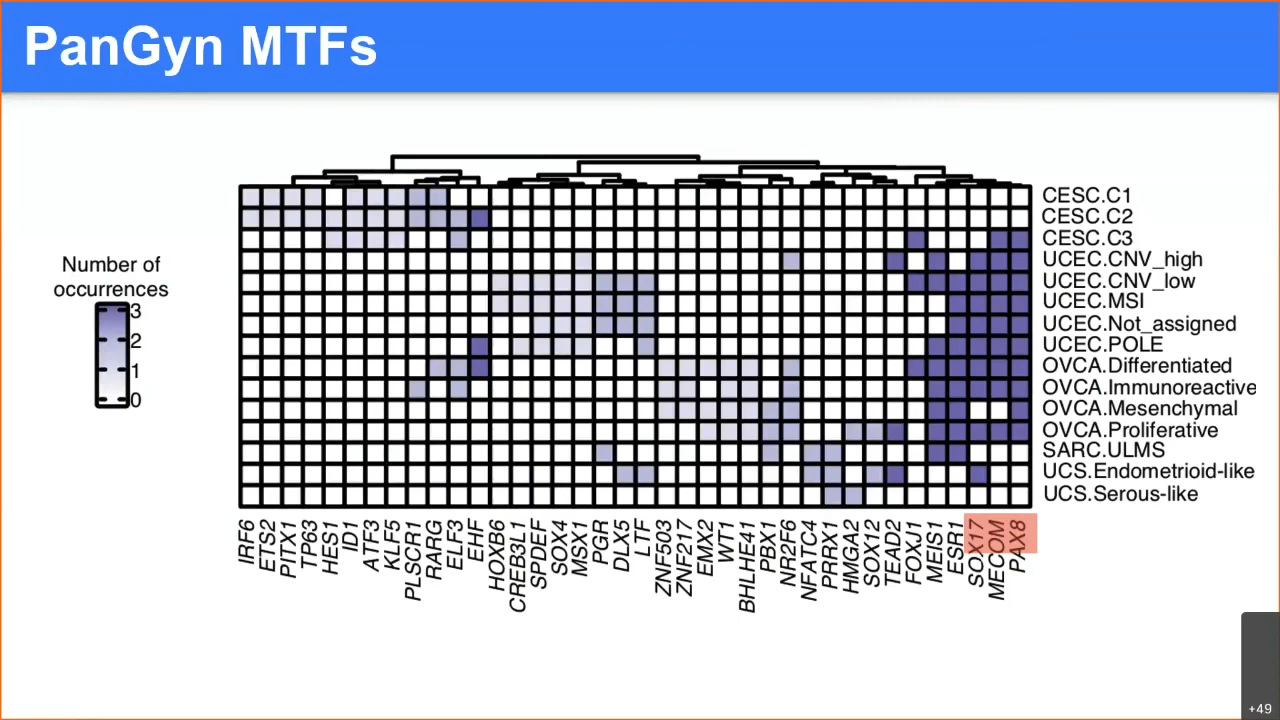 PanGyn MTFs
Number of
occurrences
3
2
1
0
CESC.C1
CESC.C2
CESC.C3
UCEC.CNV_high
UCEC.CNV_low
UCEC.MSI
UCEC.Not_assigned
UCEC.POLE
OVCA.Differentiated
OVCA.Immunoreactive
OVCA.Mesenchymal
OVCA.Proliferative
SARC.ULMS
UCS.Endometrioid-like
UCS.Serous-like
IRF6
ETS2
PITX1
TP63
HES1
ID1
ATF3
KLF5
PLSCR1
RARG
ELF3
EHF
HOXB6
CREB3L1
SPDEF
SOX4
MSX1
PGR
DLX5
LTF
ZNF503
ZNF217
EMX2
WT1
BHLHE41
PBX1
NR2F6
NFATC4
PRRX1
HMGA2
SOX12
TEAD2
FOXJ1
MEIS1
ESR1
SOX17
MECOM
PAX8
+49